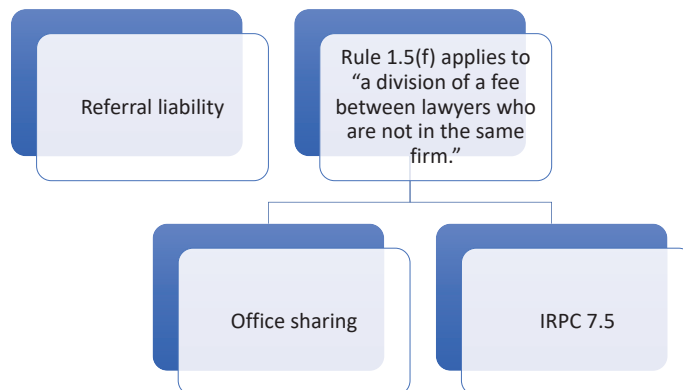 Referral liability
Rule 1.5(f) applies to
“a division of a fee
between lawyers who
are not in the same
firm.”
Office sharing
IRPC 7.5